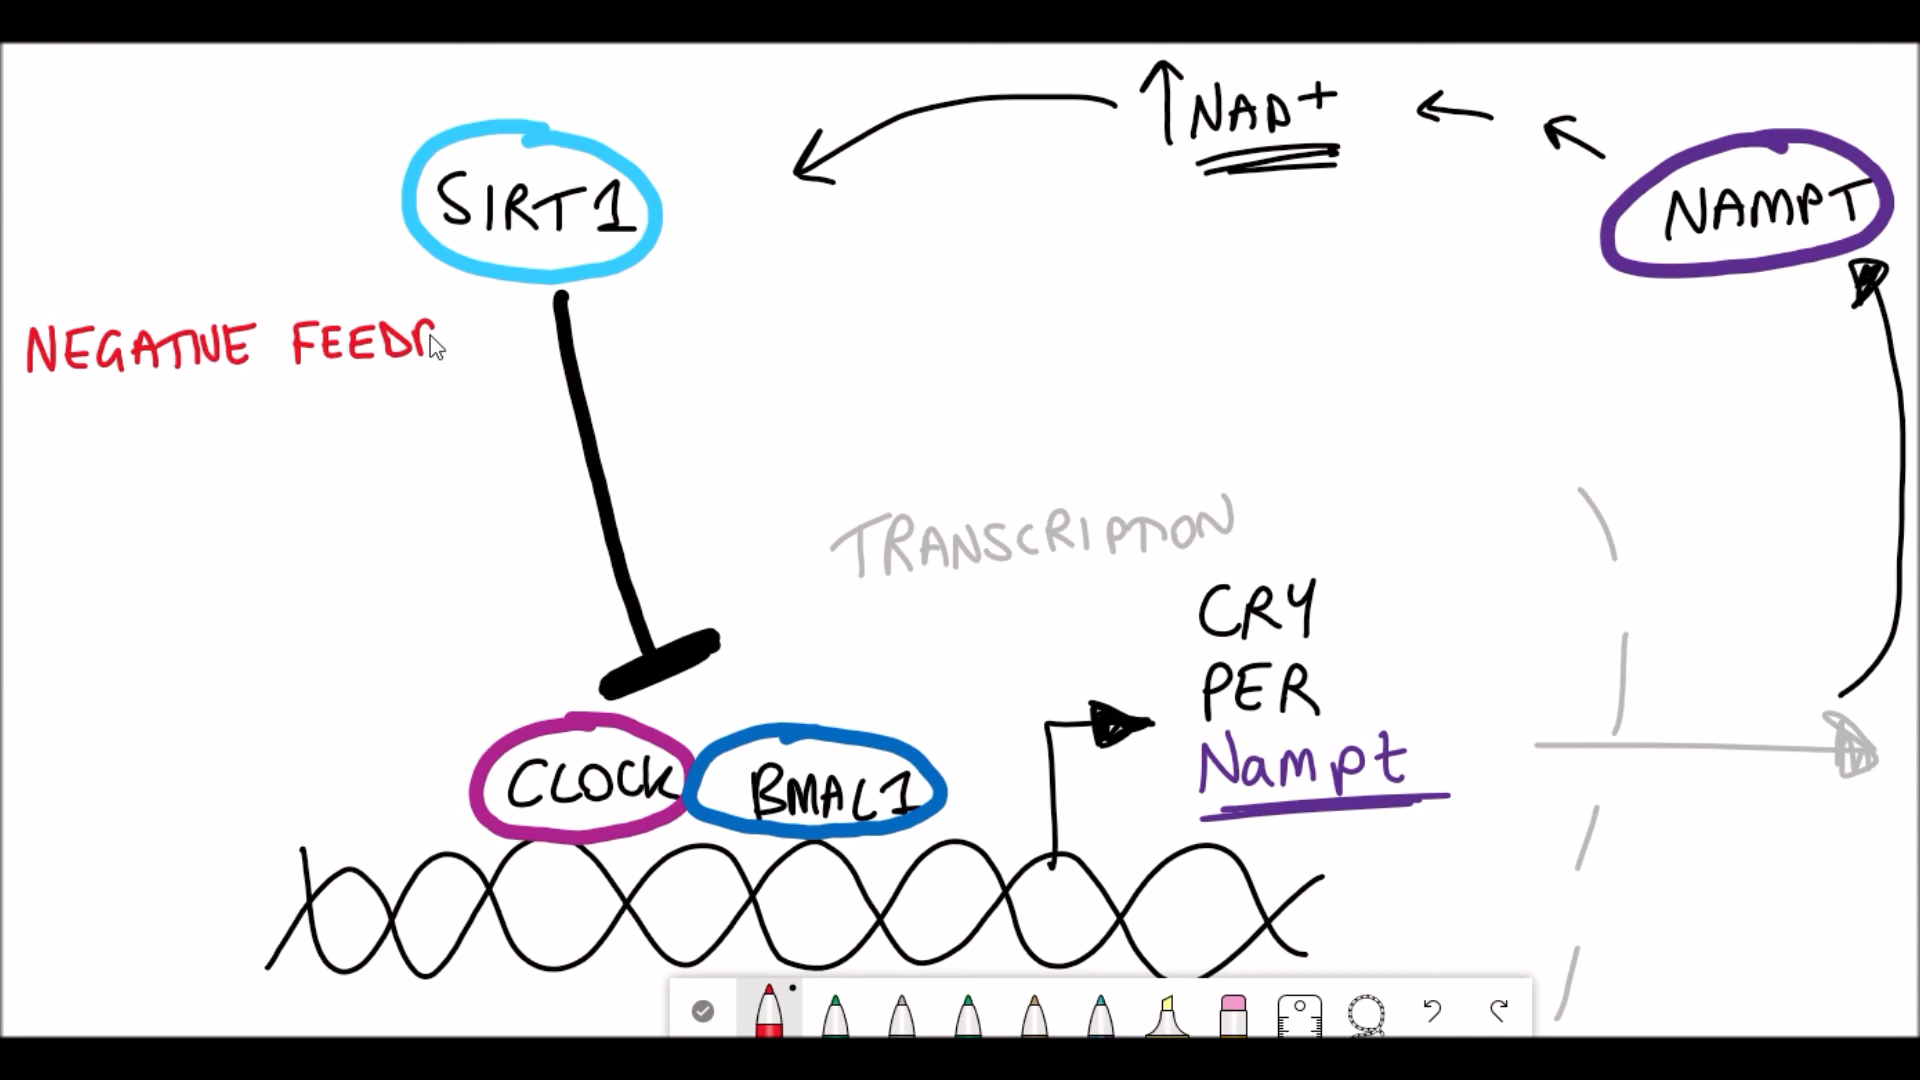 ↑NAD+
SIRT1
NAMPT
NEGATIVE FEED
TRANSCRIPTION
CRY
PER
Nampt
CLOCK
BMAL1